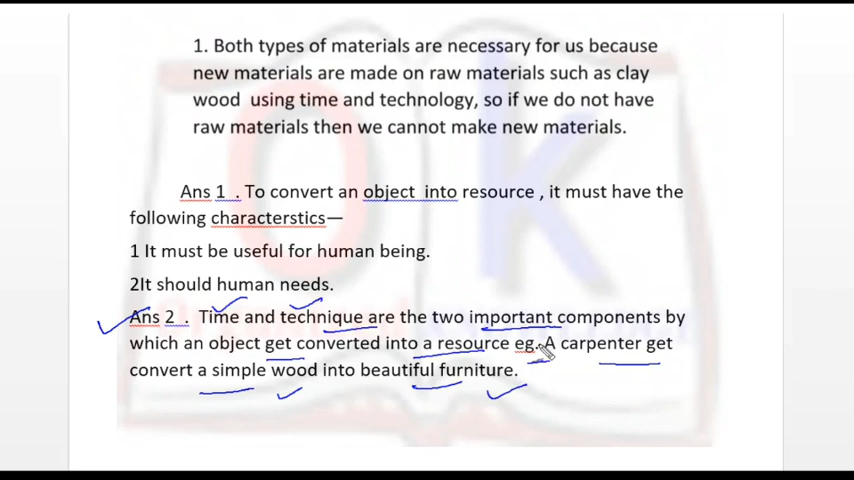 1. Both types of materials are necessary for us because
new materials are made on raw materials such as clay
wood using time and technology, so if we do not have
raw materials then we cannot make new materials.
Ans 1 . To convert an object into resource , it must have the
following characterstics—
1 It must be useful for human being.
2It should human needs.
Ans 2 . Time and technique are the two important components by
which an object get converted into a resource eg. A carpenter get
convert a simple wood into beautiful furniture.